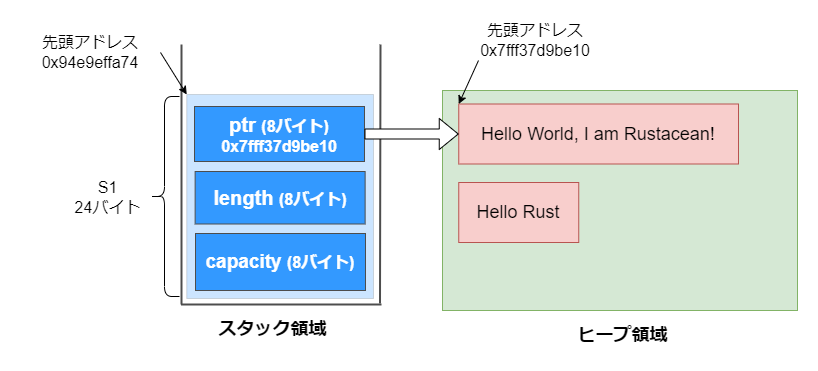 先頭アドレス
0x94e9effa74
先頭アドレス
0x7fff37d9be10
ptr (8バイト)
0x7fff37d9be10
Hello World, I am Rustacean!
S1
24バイト
length (8バイト)
Hello Rust
capacity (8バイト)
スタック領域
ヒープ領域